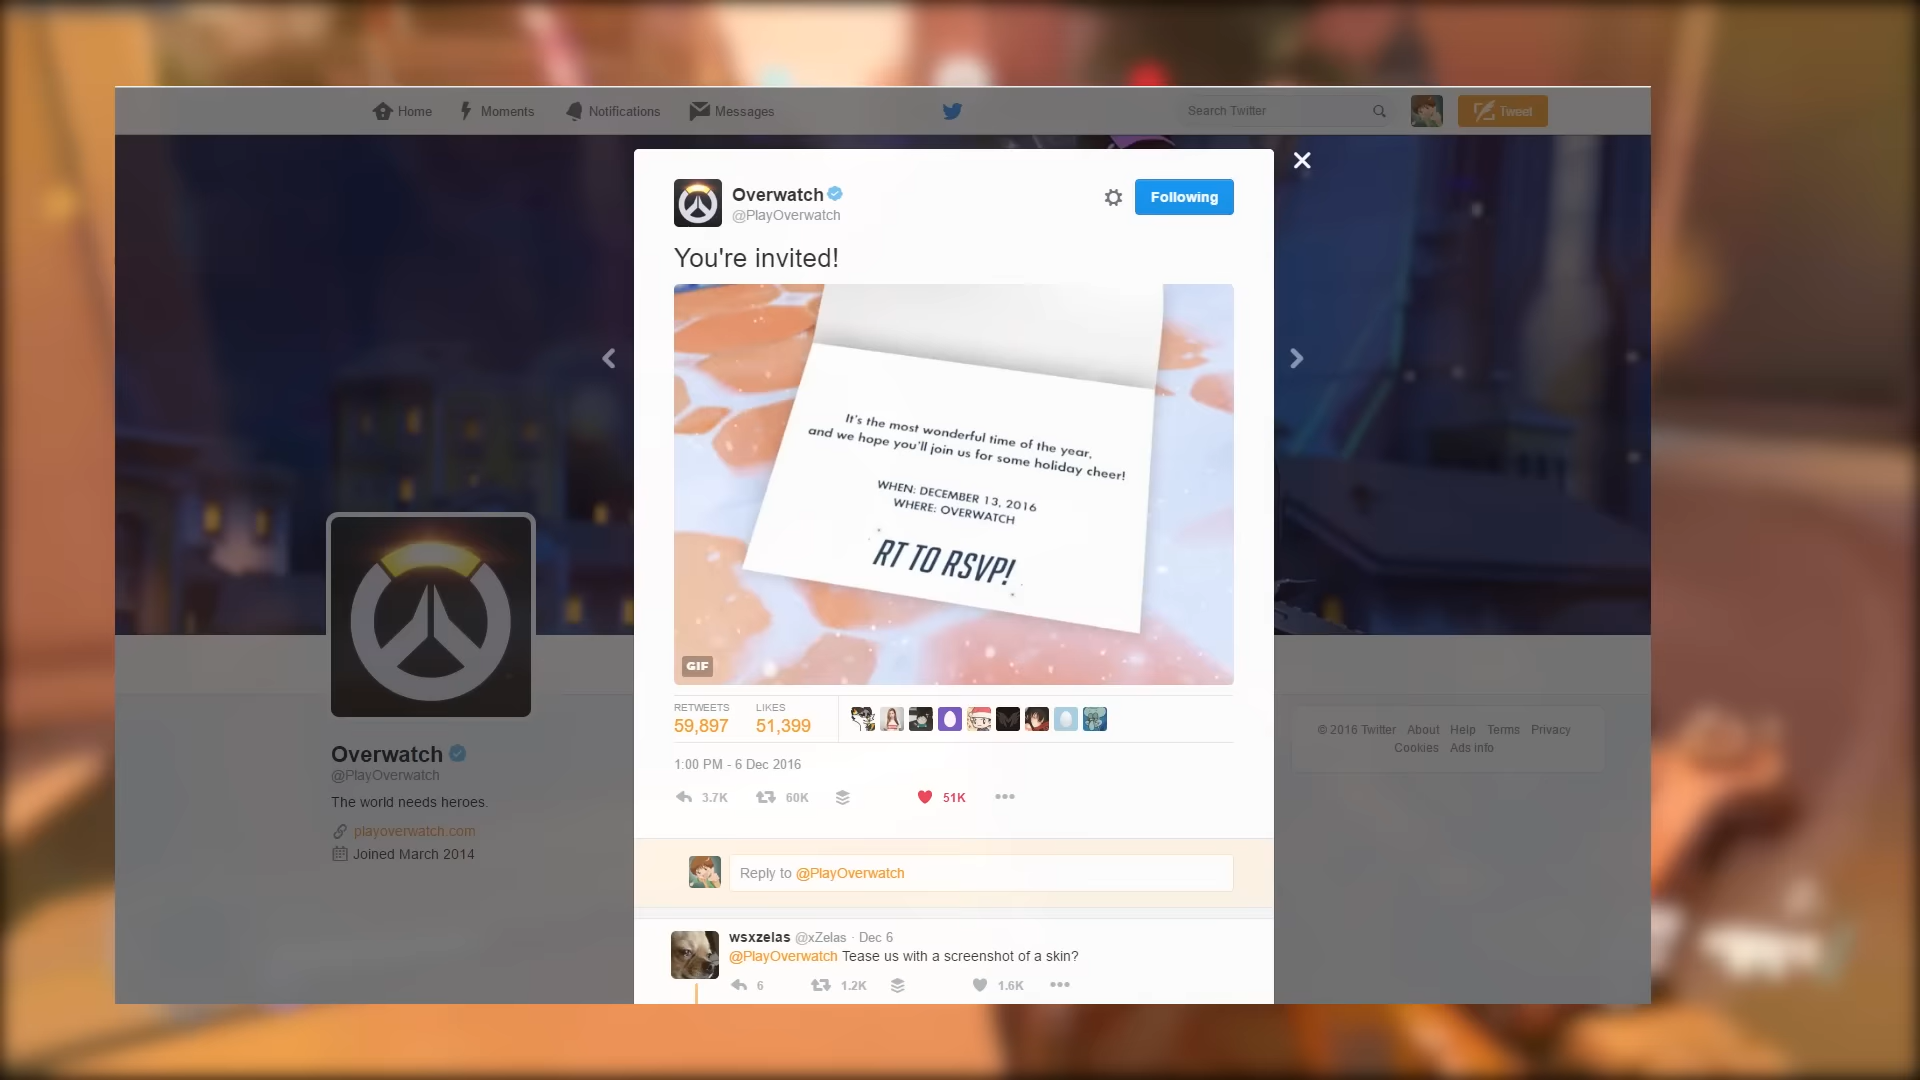 Home
Moments
Notifications
Messages
Search Twitter
Tweet
Overwatch
@PlayOverwatch
Following
You're invited!
It's the most wonderful time of the year,
and we hope you'll join us for some holiday cheer!
WHEN: DECEMBER 13, 2016
WHERE: OVERWATCH
RT TO RSVP!
GIF
RETWEETS
59,897
LIKES
51,399
1:00 PM - 6 Dec 2016
3.7K
60K
51K
Reply to @PlayOverwatch
wsxzelas @xZelas · Dec 6
@PlayOverwatch Tease us with a screenshot of a skin?
6
1.2K
1.6K
Overwatch
@PlayOverwatch
The world needs heroes.
playoverwatch.com
Joined March 2014
© 2016 Twitter About Help Terms Privacy
Cookies Ads info